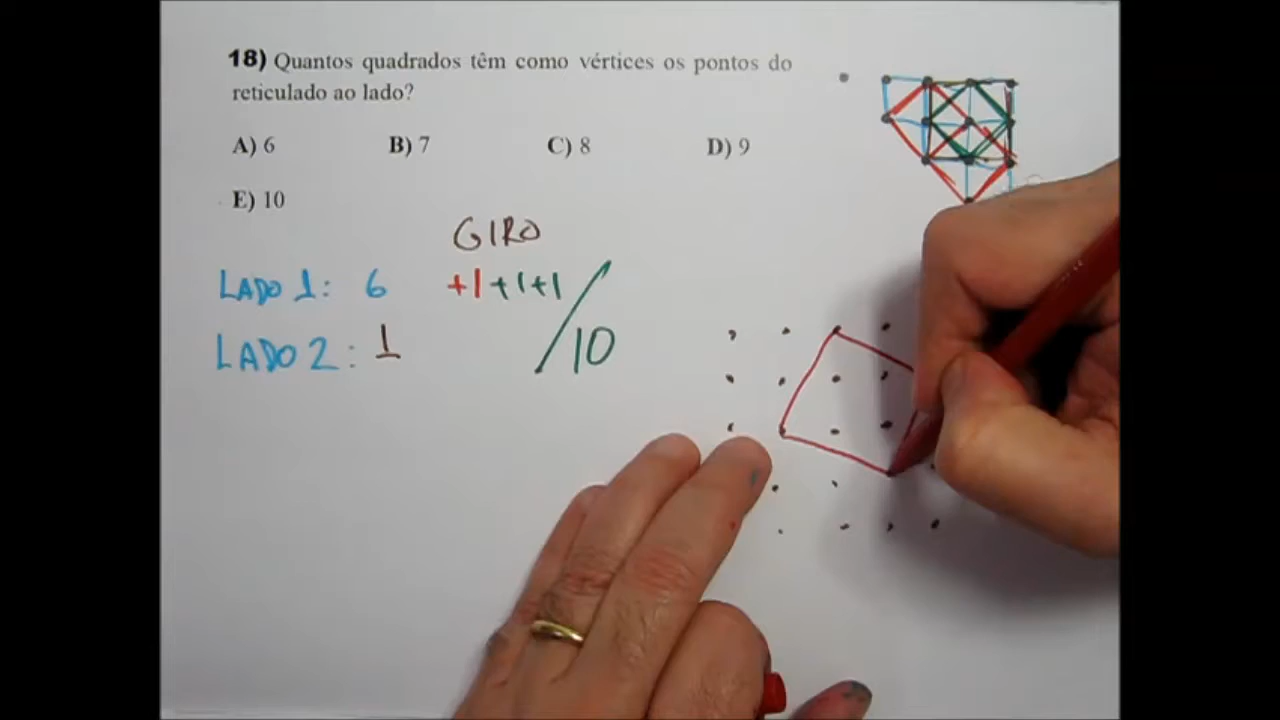 18) Quantos quadrados têm como vértices os pontos do
reticulado ao lado?
A) 6 B) 7 C) 8 D) 9
E) 10
GIRO
LADO 1: 6 +1+1+1
LADO 2: 1 /10